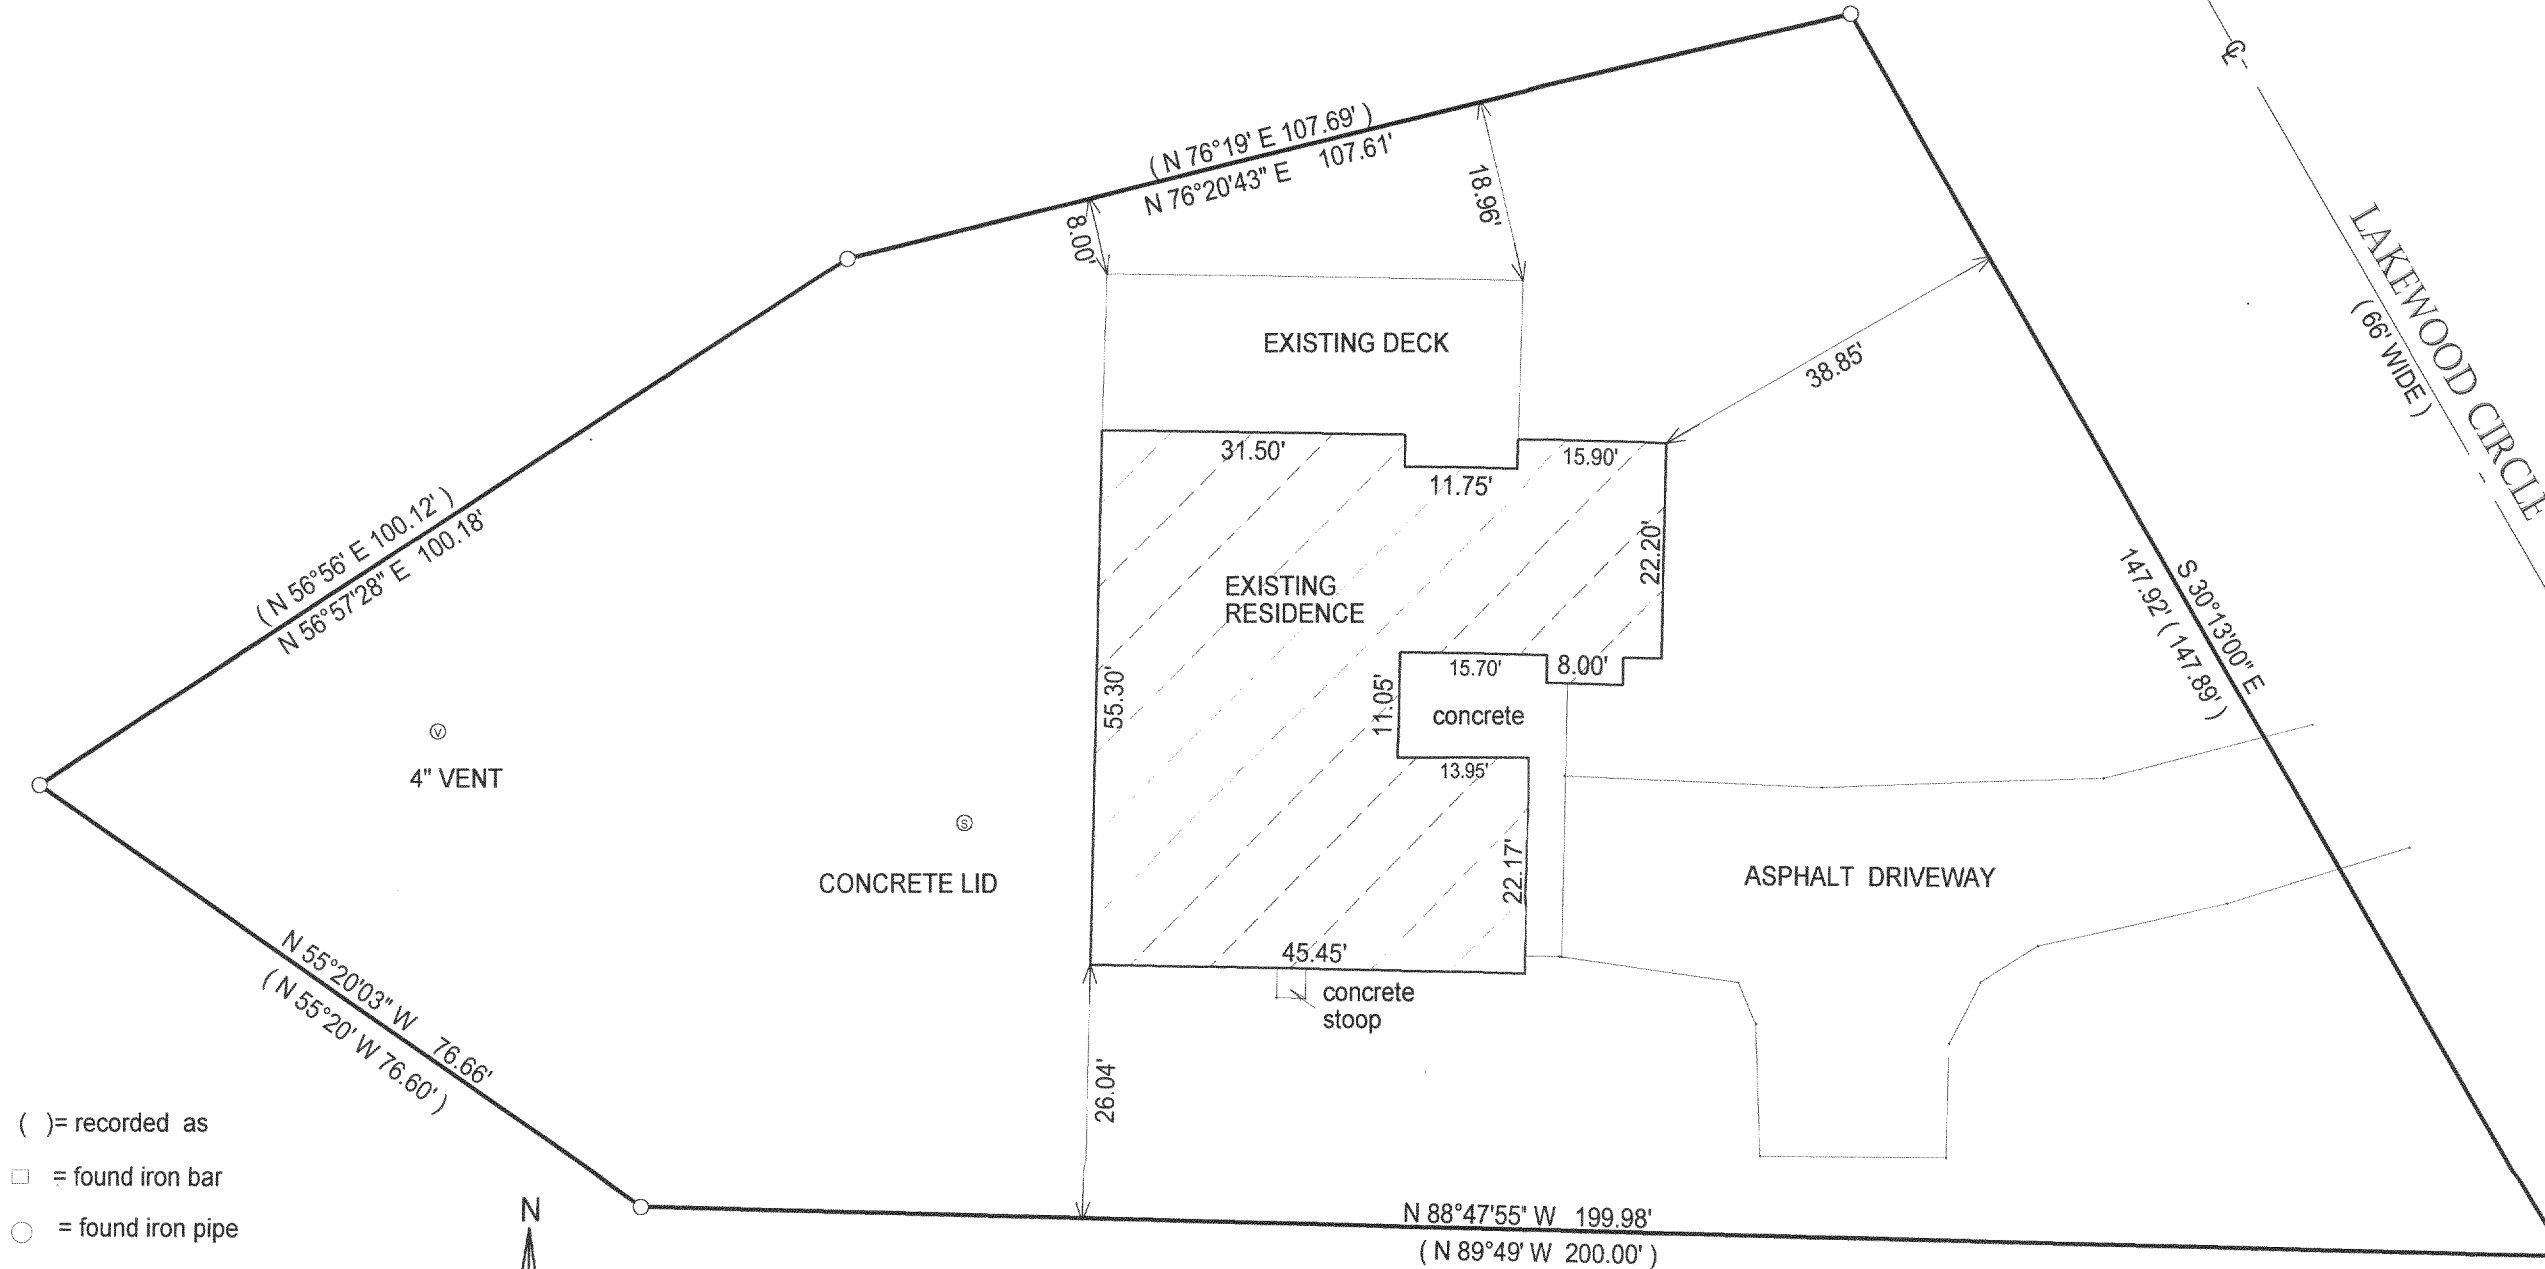 ℄
( N 76°19' E 107.69' )
N 76°20'43" E 107.61'
18.96'
8.00'
LAKEWOOD CIRCLE
( 66' WIDE )
EXISTING DECK
38.85'
31.50'
15.90'
11.75'
( N 56°56' E 100.12' )
N 56°57'28" E 100.18'
22.20'
EXISTING
RESIDENCE
S 30°13'00" E
147.92' ( 147.89' )
15.70'
8.00'
55.30'
11.05'
concrete
V
4" VENT
13.95'
S
CONCRETE LID
22.17'
ASPHALT DRIVEWAY
45.45'
concrete
stoop
N 55°20'03" W 76.66'
( N 55°20' W 76.60' )
26.04'
( )= recorded as
= found iron bar
= found iron pipe
N
N 88°47'55" W 199.98'
( N 89°49' W 200.00' )